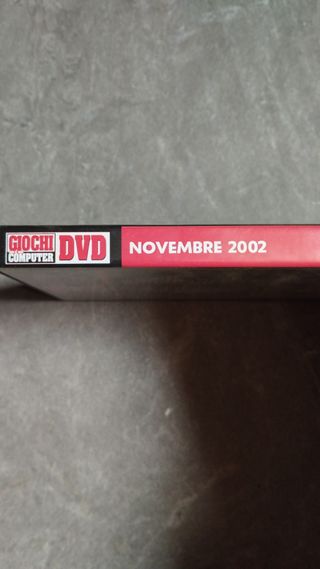 GIOCHI
COMPUTER
DVD
NOVEMBRE 2002